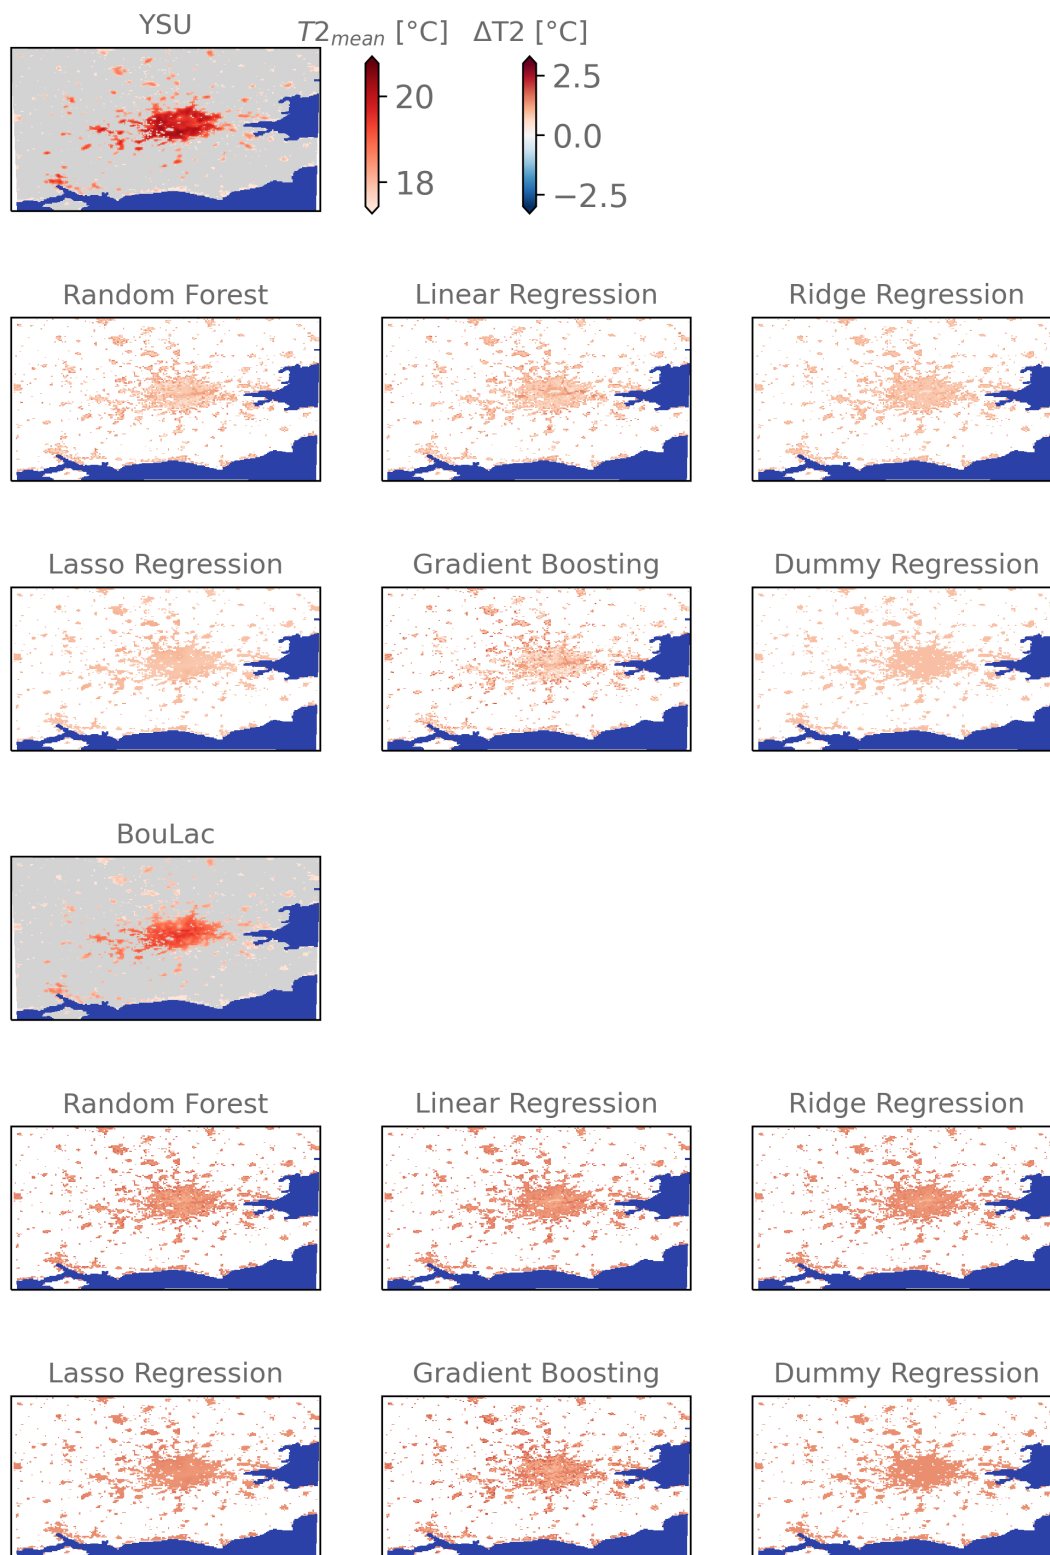 YSU
T2mean [°C]
ΔT2 [°C]
20
18
2.5
0.0
−2.5
Random Forest
Linear Regression
Ridge Regression
Lasso Regression
Gradient Boosting
Dummy Regression
BouLac
Random Forest
Linear Regression
Ridge Regression
Lasso Regression
Gradient Boosting
Dummy Regression